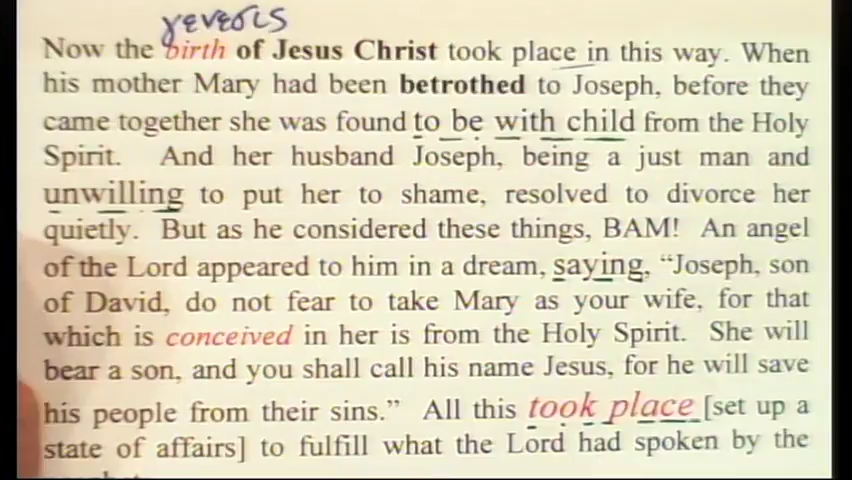 γενεσις
Now the birth of Jesus Christ took place in this way. When
his mother Mary had been betrothed to Joseph, before they
came together she was found to be with child from the Holy
Spirit. And her husband Joseph, being a just man and
unwilling to put her to shame, resolved to divorce her
quietly. But as he considered these things, BAM! An angel
of the Lord appeared to him in a dream, saying, “Joseph, son
of David, do not fear to take Mary as your wife, for that
which is conceived in her is from the Holy Spirit. She will
bear a son, and you shall call his name Jesus, for he will save
his people from their sins.” All this took place [set up a
state of affairs] to fulfill what the Lord had spoken by the